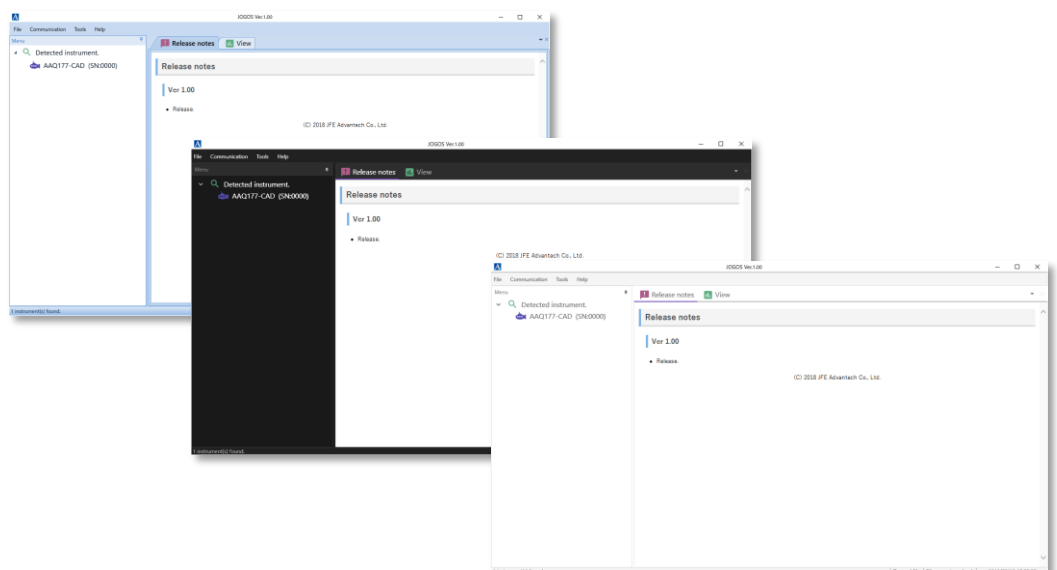 JOGOS Ver.1.00
File Communication Tools Help
Menu
Detected instrument.
AAQ177-CAD (SN:0000)
Release notes View
Release notes
Ver 1.00
Release.
(C) 2018 JFE Advantech Co., Ltd.
1 instrument(s) found.
JOGOS Ver.1.00
File Communication Tools Help
Menu
Detected instrument.
AAQ177-CAD (SN:0000)
Release notes View
Release notes
Ver 1.00
Release.
(C) 2018 JFE Advantech Co., Ltd.
1 instrument(s) found.
JOGOS Ver.1.00
File Communication Tools Help
Menu
Detected instrument.
AAQ177-CAD (SN:0000)
Release notes View
Release notes
Ver 1.00
Release.
(C) 2018 JFE Advantech Co., Ltd.